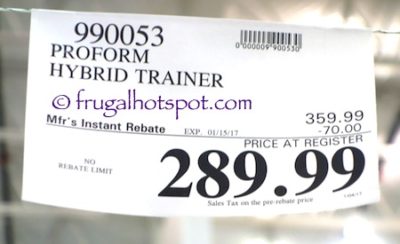 990053
PROFORM
HYBRID TRAINER
0000009900530
© frugalhotspot.com
359.99
Mfr's Instant Rebate EXP. 01/15/17 -70.00
PRICE AT REGISTER
NO
REBATE LIMIT
289.99
Sales Tax on the pre-rebate price